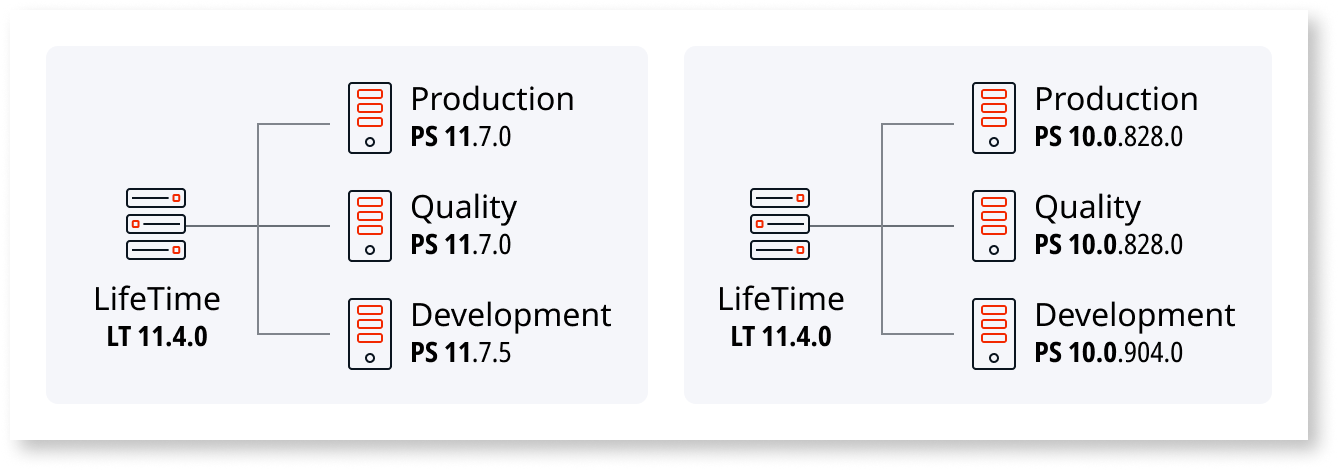 Production
PS 11.7.0
Quality
PS 11.7.0
LifeTime
LT 11.4.0
Development
PS 11.7.5
Production
PS 10.0.828.0
Quality
PS 10.0.828.0
LifeTime
LT 11.4.0
Development
PS 10.0.904.0